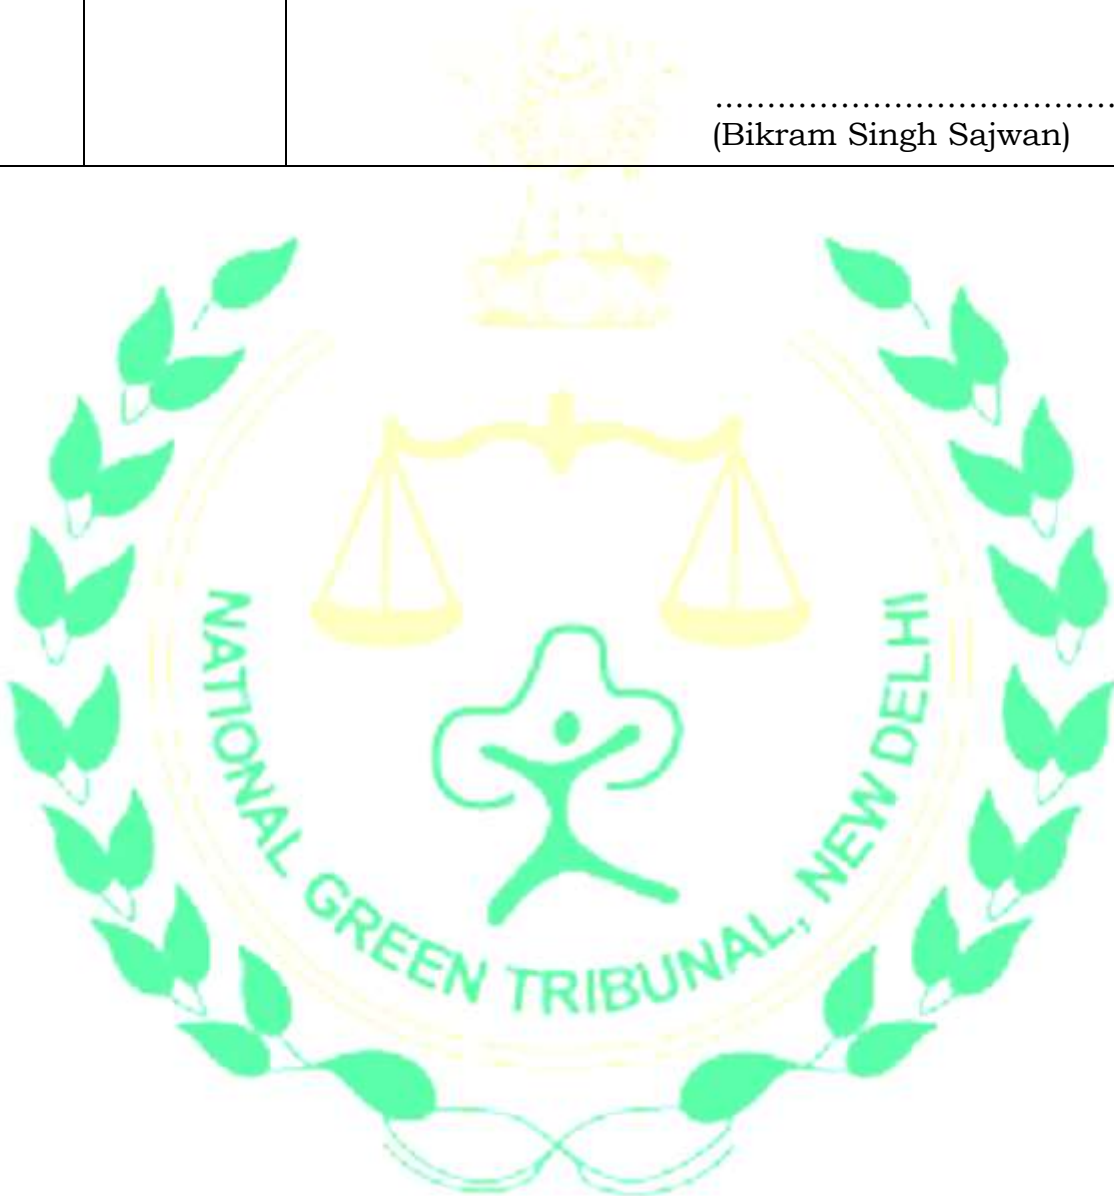 ........................................
(Bikram Singh Sajwan)
NATIONAL GREEN TRIBUNAL, NEW DELHI